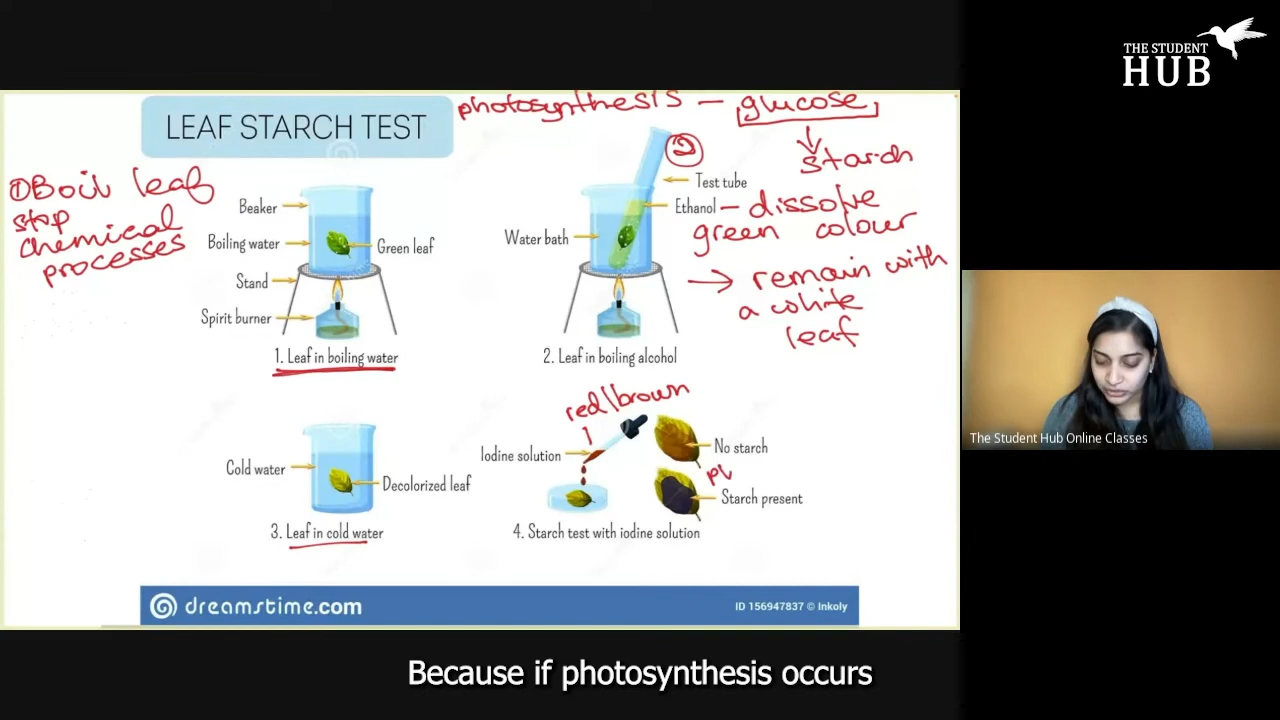 THE STUDENT
HUB
photosynthesis – glucose
starch
LEAF STARCH TEST
① Boil leaf
stop
chemical
processes
Beaker
Boiling water
Green leaf
Stand
Spirit burner
1. Leaf in boiling water
②
Test tube
Ethanol – dissolve
green colour
Water bath
→ remain with
a white
leaf
2. Leaf in boiling alcohol
Cold water
Decolorized leaf
3. Leaf in cold water
red/brown
Iodine solution
No starch
Starch present
4. Starch test with iodine solution
dreamstime.com
ID 156947837 © Inkoly
The Student Hub Online Classes
Because if photosynthesis occurs